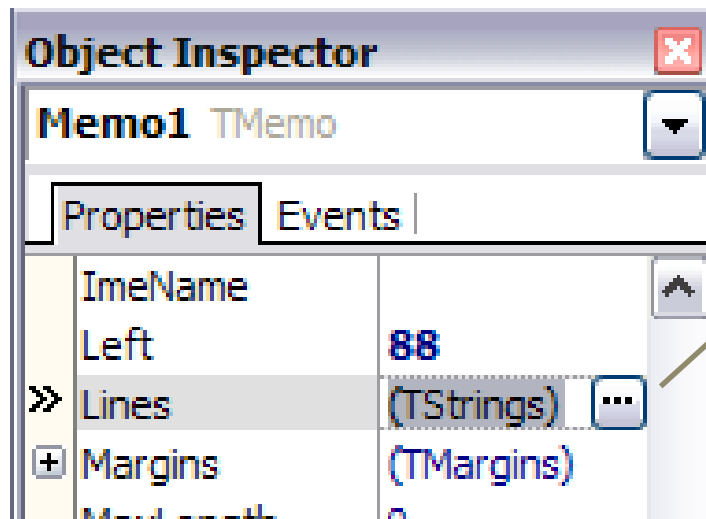 Object Inspector
Memo1 TMemo
Properties Events
ImeName
Left 88
Lines (TStrings) ...
Margins (TMargins)